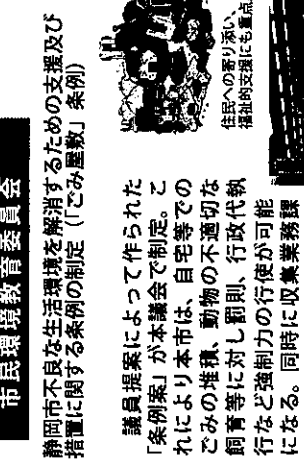 市民環境教育委員会
静岡市不良な生活環境を解消するための支援及び
措置に関する条例の制定（「ごみ屋敷」条例）
議員提案によって作られた
「条例案」が本議会で制定。こ
れにより本市は、自宅等での
ごみの堆積、動物の不適切な
飼育等に対し罰則、行政代執
行など強制力の行使が可能
になる。同時に収集業務課
住民への寄り添い、
福祉的支援にも重点